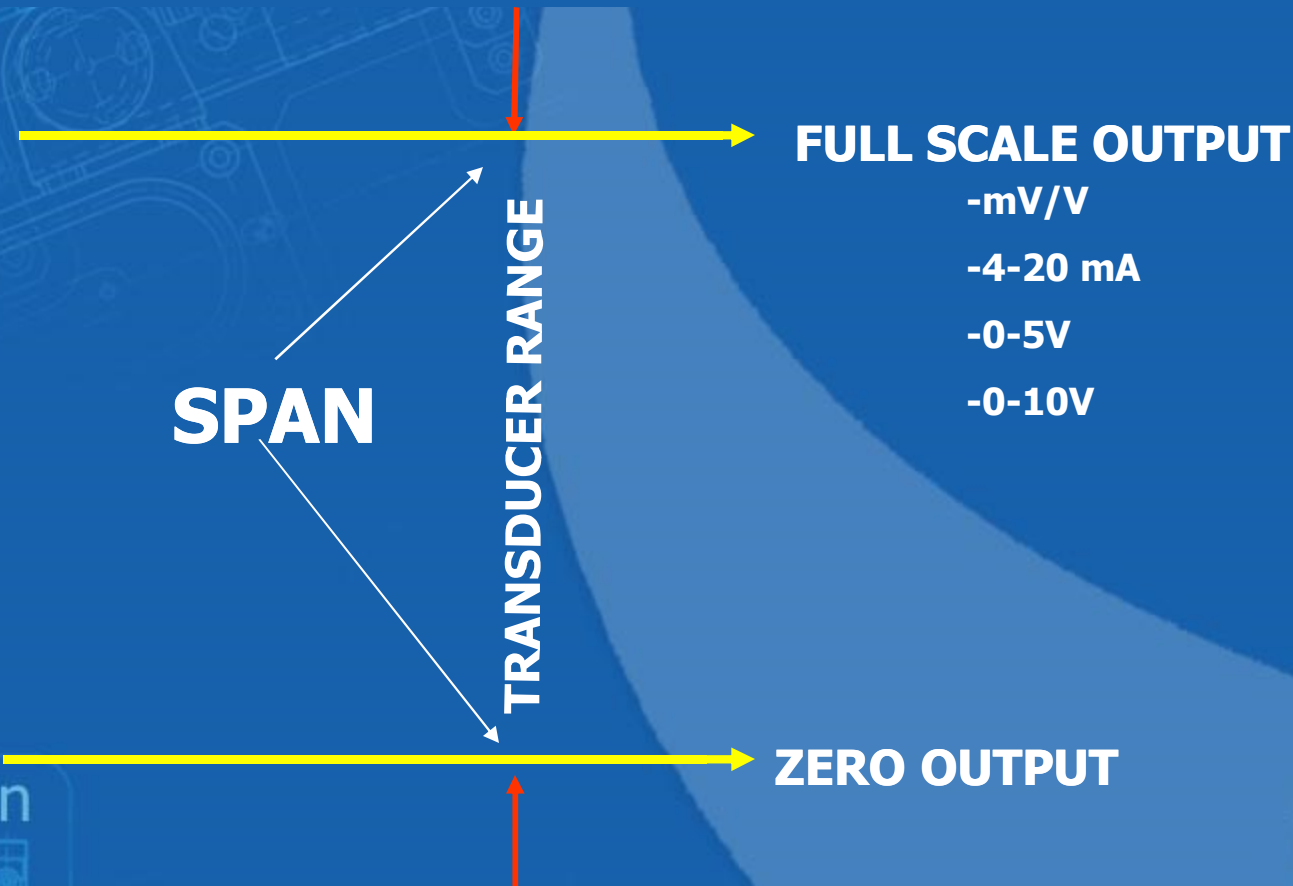 FULL SCALE OUTPUT
-mV/V
-4-20 mA
-0-5V
-0-10V
TRANSDUCER RANGE
SPAN
ZERO OUTPUT
n